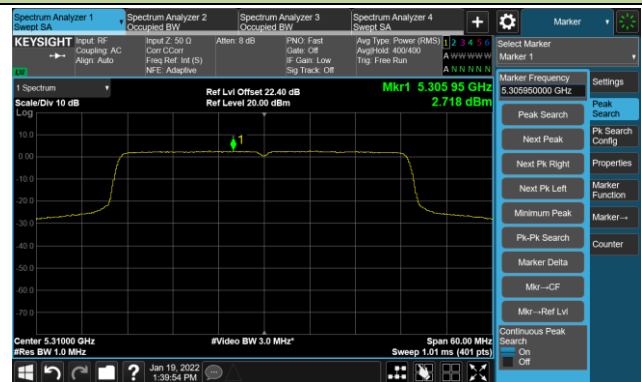 Spectrum Analyzer 1
Swept SA
Spectrum Analyzer 2
Occupied BW
Spectrum Analyzer 3
Occupied BW
Spectrum Analyzer 4
Swept SA
+
Marker
KEYSIGHT
Input: RF
Coupling: AC
Align: Auto
Input Z: 50 Ω
Corr CCorr
Freq Ref: Int (S)
NFE: Adaptive
Atten: 8 dB
PNO: Fast
Gate: Off
IF Gain: Low
Sig Track: Off
Avg Type: Power (RMS)
Avg|Hold: 400/400
Trig: Free Run
1 2 3 4 5 6
A W W W W W
A N N N N N
Select Marker
Marker 1
LXI
1 Spectrum
Scale/Div 10 dB
Log
Ref Lvl Offset 22.40 dB
Ref Level 20.00 dBm
Mkr1 5.305 95 GHz
2.718 dBm
1
10.0
0.00
-10.0
-20.0
-30.0
-40.0
-50.0
-60.0
-70.0
Center 5.31000 GHz
#Res BW 1.0 MHz
#Video BW 3.0 MHz*
Span 60.00 MHz
Sweep 1.01 ms (401 pts)
Marker Frequency
5.305950000 GHz
Peak Search
Next Peak
Next Pk Right
Next Pk Left
Minimum Peak
Pk-Pk Search
Marker Delta
Mkr→CF
Mkr→Ref Lvl
Continuous Peak
Search
On
Off
Settings
Peak
Search
Pk Search
Config
Properties
Marker
Function
Marker→
Counter
?
Jan 19, 2022
1:39:54 PM